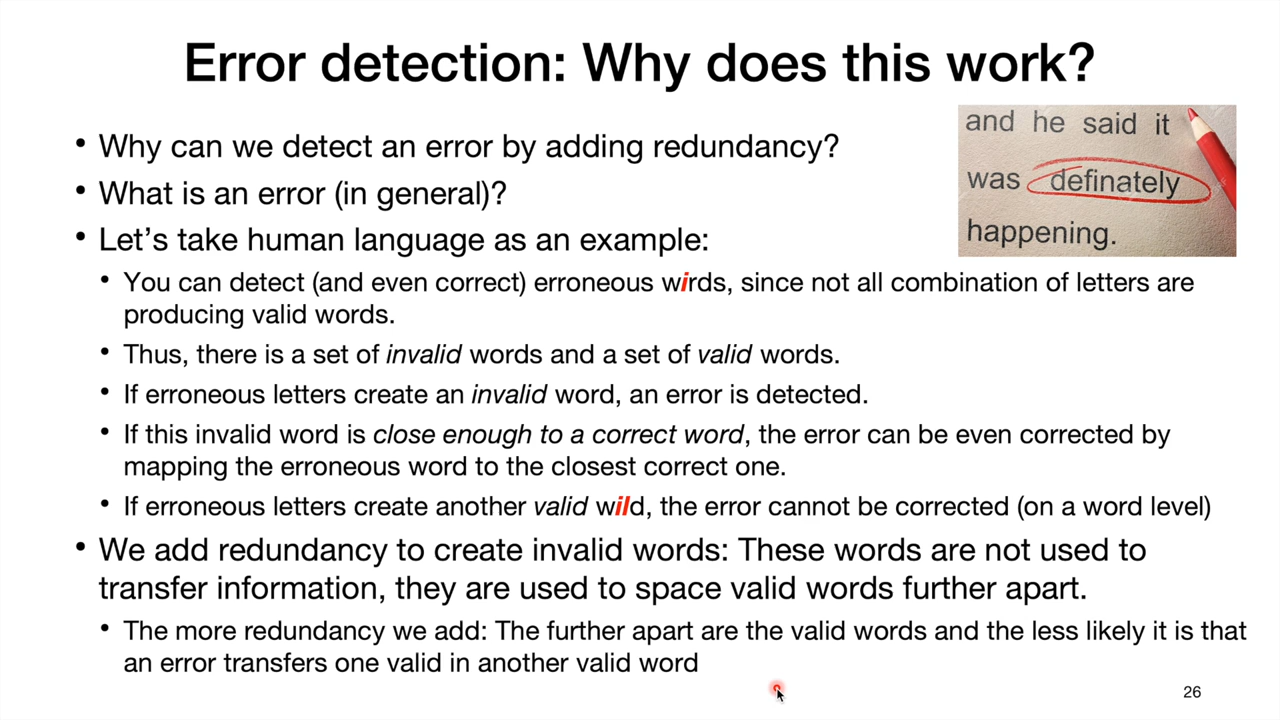 Error detection: Why does this work?
• Why can we detect an error by adding redundancy?
• What is an error (in general)?
• Let’s take human language as an example:
and he said it
was definately
happening.
• You can detect (and even correct) erroneous wirds, since not all combination of letters are
producing valid words.
• Thus, there is a set of invalid words and a set of valid words.
• If erroneous letters create an invalid word, an error is detected.
• If this invalid word is close enough to a correct word, the error can be even corrected by
mapping the erroneous word to the closest correct one.
• If erroneous letters create another valid wild, the error cannot be corrected (on a word level)
• We add redundancy to create invalid words: These words are not used to
transfer information, they are used to space valid words further apart.
• The more redundancy we add: The further apart are the valid words and the less likely it is that
an error transfers one valid in another valid word
26